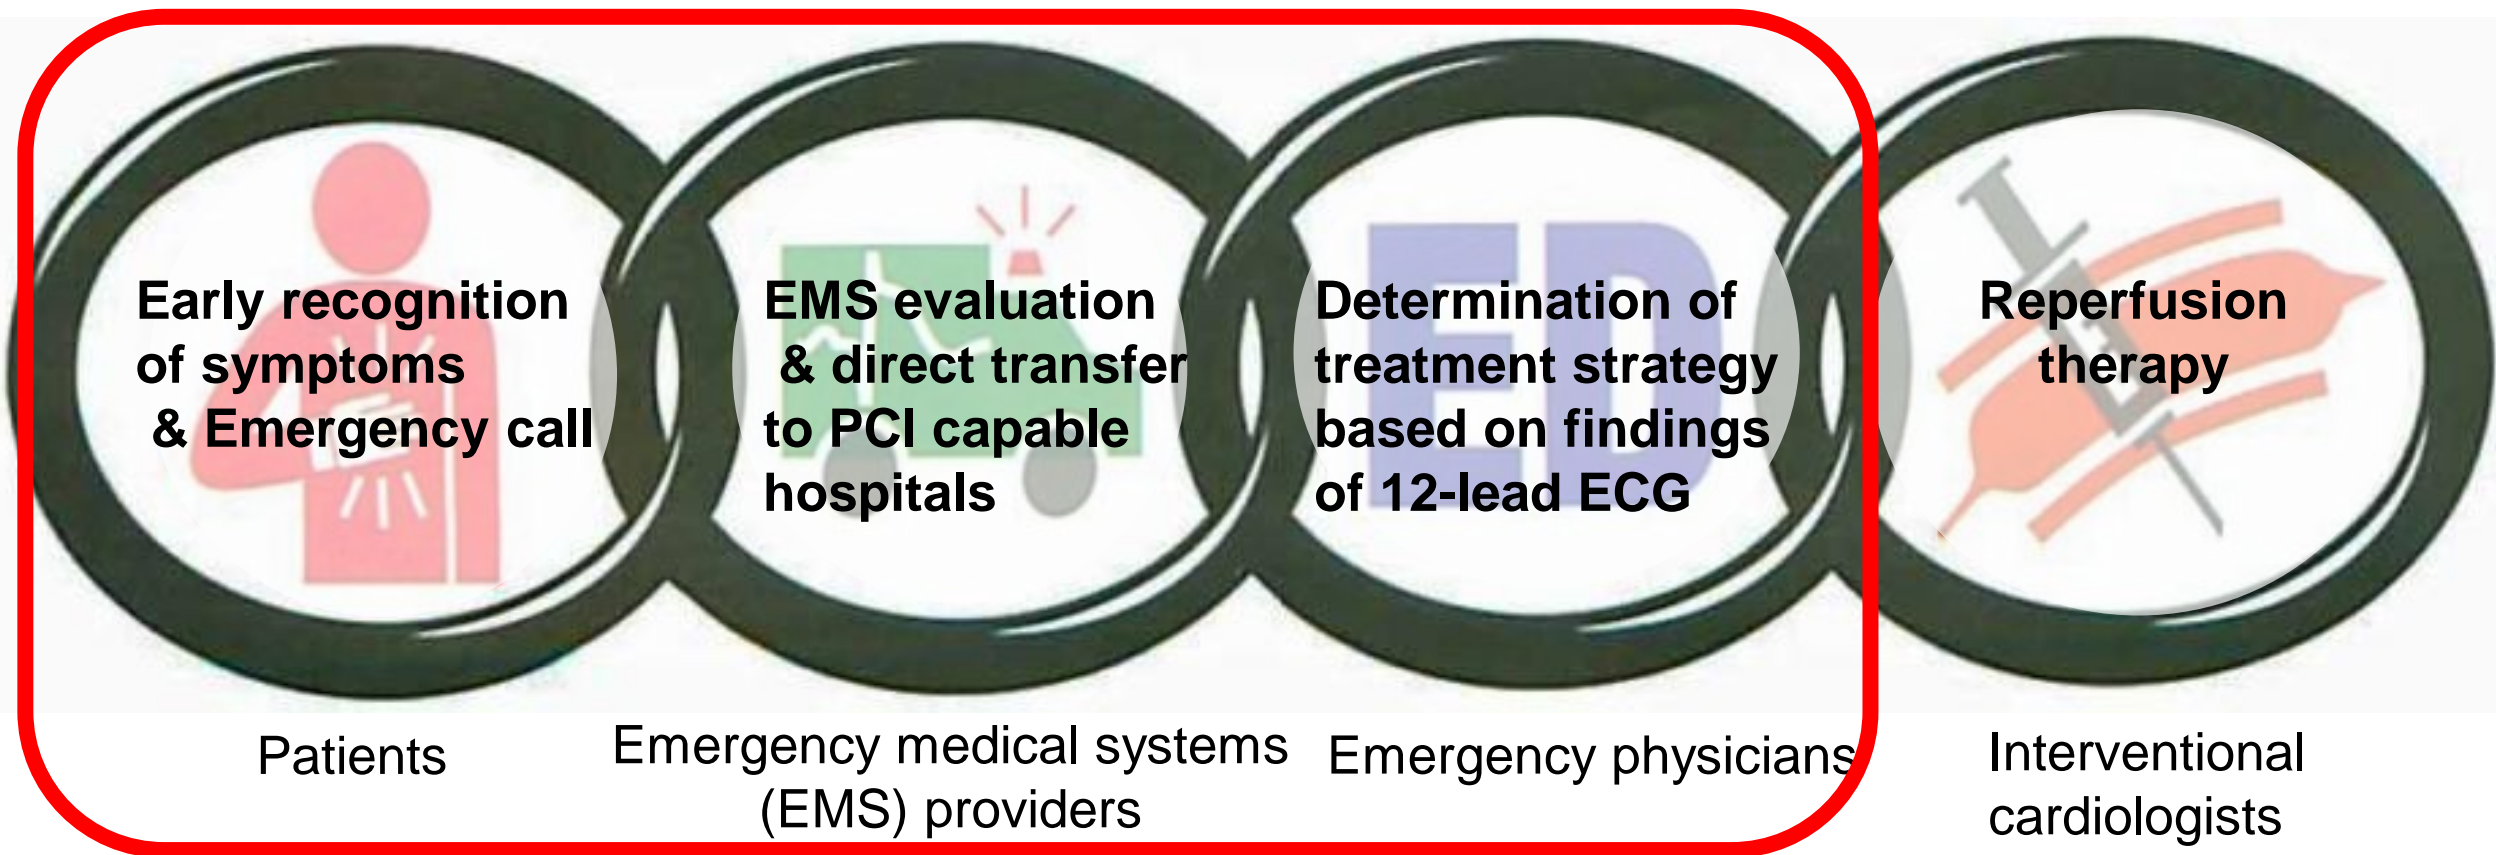 Early recognition
of symptoms
& Emergency call
EMS evaluation
& direct transfer
to PCI capable
hospitals
ED
Determination of
treatment strategy
based on findings
of 12-lead ECG
Reperfusion
therapy
Patients
Emergency medical systems
(EMS) providers
Emergency physicians
Interventional
cardiologists